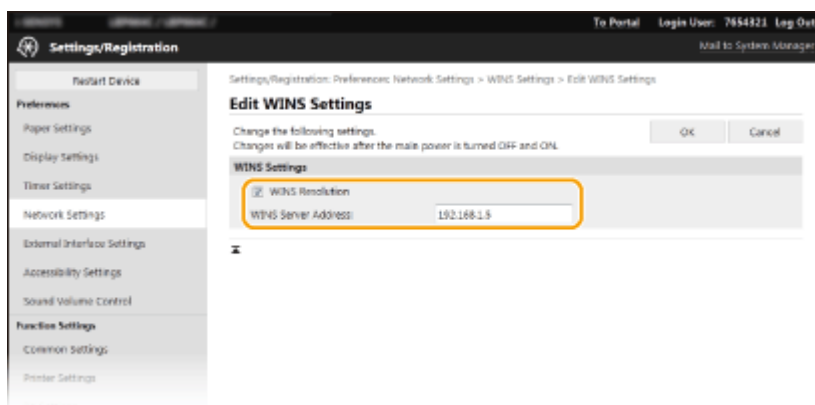 To Portal Login User: 7654321 Log Out
Settings/Registration
Mail to System Manager
Restart Device
Settings/Registration: Preferences: Network Settings > WINS Settings > Edit WINS Settings
Preferences
Edit WINS Settings
Paper Settings
Change the following settings.
OK Cancel
Changes will be effective after the main power is turned OFF and ON.
Display Settings
WINS Settings
Timer Settings
WINS Resolution
Network Settings
WINS Server Address: 192.168.1.5
External Interface Settings
Accessibility Settings
Sound Volume Control
Function Settings
Common Settings
Printer Settings